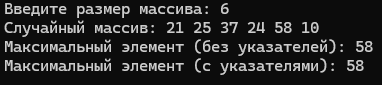 Введите размер массива: 6
Случайный массив: 21 25 37 24 58 10
Максимальный элемент (без указателей): 58
Максимальный элемент (с указателями): 58